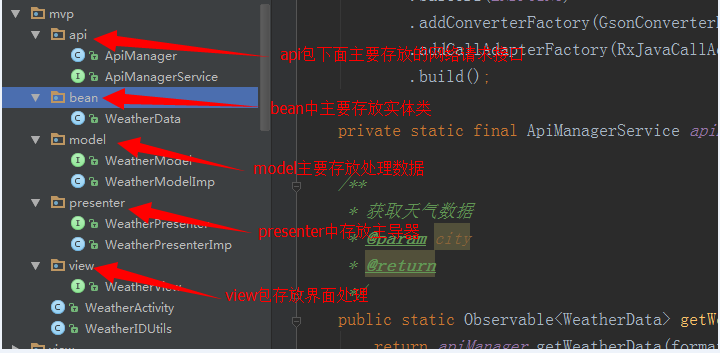 mvp
api
ApiManager
ApiManagerService
bean
WeatherData
model
WeatherModel
WeatherModelImp
presenter
WeatherPresenter
WeatherPresenterImp
view
WeatherView
WeatherActivity
WeatherIDUtils
api包下面主要存放的网络请求接口
bean中主要存放实体类
model主要存放处理数据
presenter中存放主导器
view包存放界面处理
.addConverterFactory(GsonConverterF
.addCallAdapterFactory(RxJavaCallAd
.build();
private static final ApiManagerService api
/**
* 获取天气数据
* @param city
* @return
*/
public static Observable<WeatherData> getWe
return apiManager.getWeatherData(format